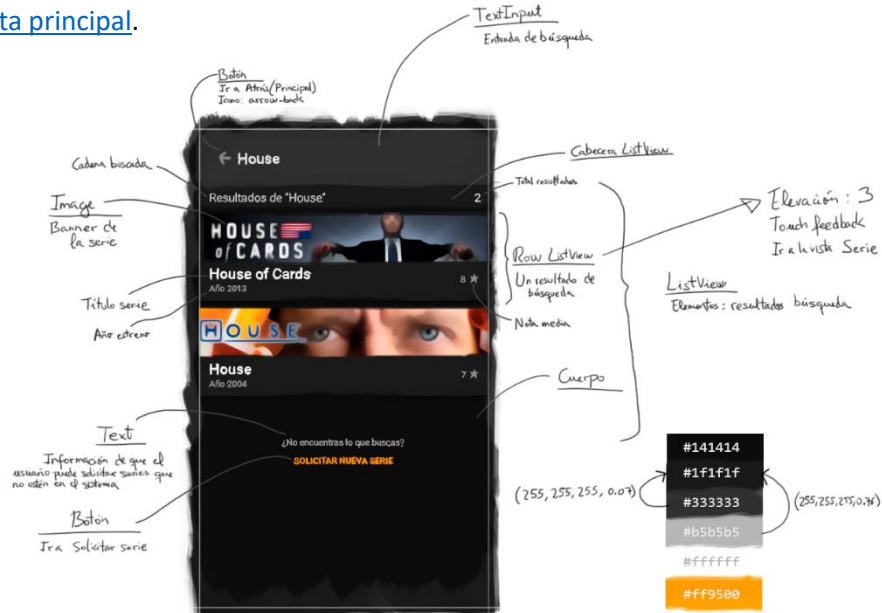 ta principal.
TextInput
Entrada de búsqueda
Botón
Ir a Atrás (Principal)
Icono: arrow-back
Cadena buscada
Image
Banner de
la serie
Título serie
Año estreno
Text
Información de que el
usuario puede solicitar series que
no estén en el sistema
Botón
Ir a Solicitar serie
House
Resultados de "House"
2
HOUSE
of CARDS
House of Cards
Año 2013
8
HOUSE
House
Año 2004
7
¿No encuentras lo que buscas?
SOLICITAR NUEVA SERIE
Cabecera ListView
Total resultados
Row ListView
Un resultado de
búsqueda
Nota media
Cuerpo
Elevación: 3
Touch feedback
Ir a la vista Serie
ListView
Elementos: resultados búsqueda
(255, 255, 255, 0.07)
#141414
#1f1f1f
#333333
#b5b5b5
#ffffff
#ff9500
(255,255,255,0.76)